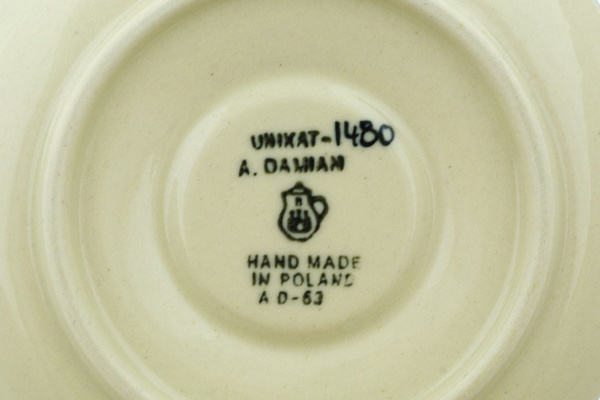 UNIKAT-1480
A. DAMIAN
HAND MADE
IN POLAND
A D-63